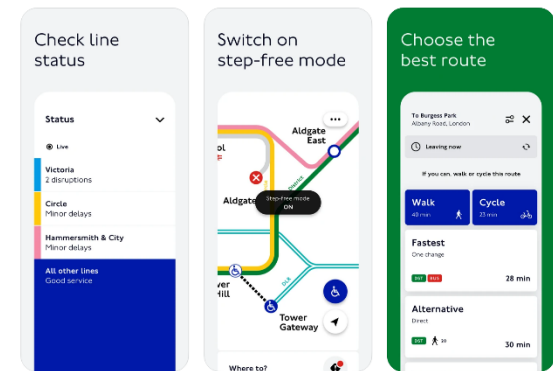 Check line
status
Status
Live
Victoria
2 disruptions
Circle
Minor delays
Hammersmith & City
Minor delays
All other lines
Good service
Switch on
step-free mode
Aldgate
East
District
Aldgate
Step-free mode
ON
DLR
Hill
Tower
Gateway
Where to?
Choose the
best route
To Burgess Park
Albany Road, London
Leaving now
If you can, walk or cycle this route
Walk
40 min
Cycle
23 min
Fastest
One change
28 min
Alternative
Direct
30 min